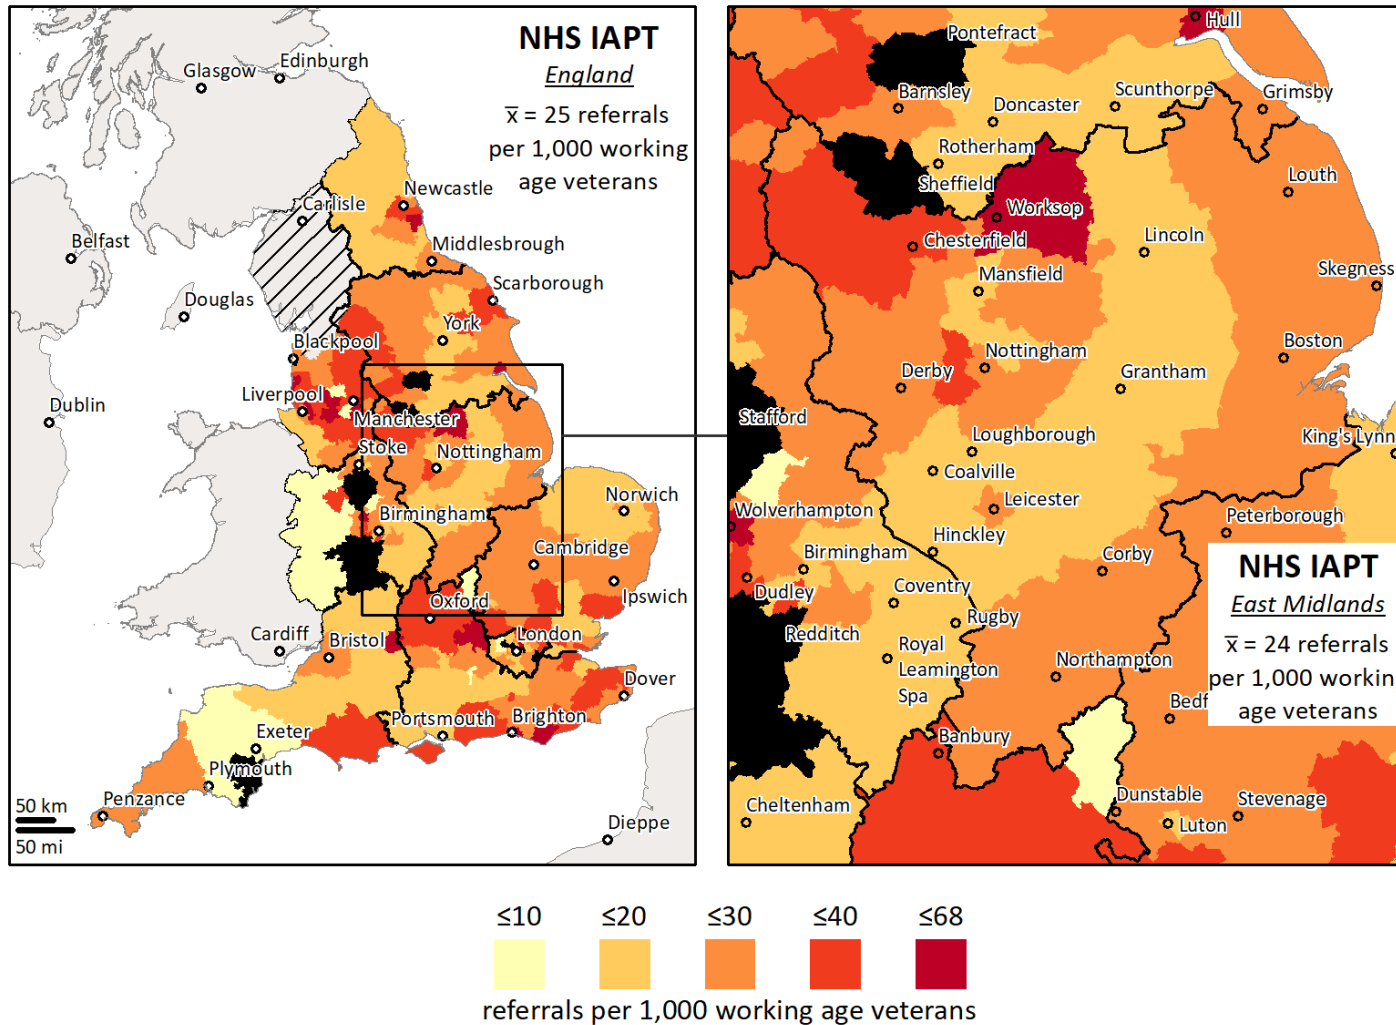 NHS IAPT
England
x̅ = 25 referrals
per 1,000 working
age veterans
Glasgow
Edinburgh
Carlisle
Newcastle
Belfast
Middlesbrough
Douglas
Scarborough
York
Blackpool
Liverpool
Dublin
Manchester
Stoke
Nottingham
Norwich
Birmingham
Cambridge
Oxford
Ipswich
Cardiff
Bristol
London
Dover
Exeter
Portsmouth
Brighton
Plymouth
Penzance
Dieppe
50 km
50 mi
Hull
Pontefract
Barnsley
Doncaster
Scunthorpe
Grimsby
Rotherham
Sheffield
Louth
Worksop
Chesterfield
Lincoln
Mansfield
Skegness
Nottingham
Boston
Derby
Grantham
Stafford
Loughborough
King's Lynn
Coalville
Leicester
Wolverhampton
Peterborough
Hinckley
Birmingham
Corby
Coventry
Dudley
Rugby
Redditch
Royal
Leamington
Spa
Northampton
Bedf
Banbury
Cheltenham
Dunstable
Luton
Stevenage
NHS IAPT
East Midlands
x̅ = 24 referrals
per 1,000 workin
age veterans
≤10 ≤20 ≤30 ≤40 ≤68
referrals per 1,000 working age veterans